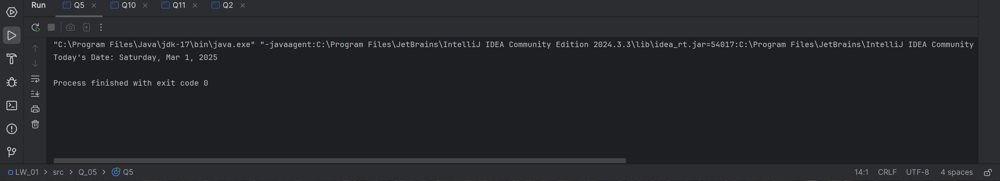 Run Q5 Q10 Q11 Q2
"C:\Program Files\Java\jdk-17\bin\java.exe" "-javaagent:C:\Program Files\JetBrains\IntelliJ IDEA Community Edition 2024.3.3\lib\idea_rt.jar=54017:C:\Program Files\JetBrains\IntelliJ IDEA Community
Today's Date: Saturday, Mar 1, 2025
Process finished with exit code 0
LW_01 > src > Q_05 > Q5 14:1 CRLF UTF-8 4 spaces